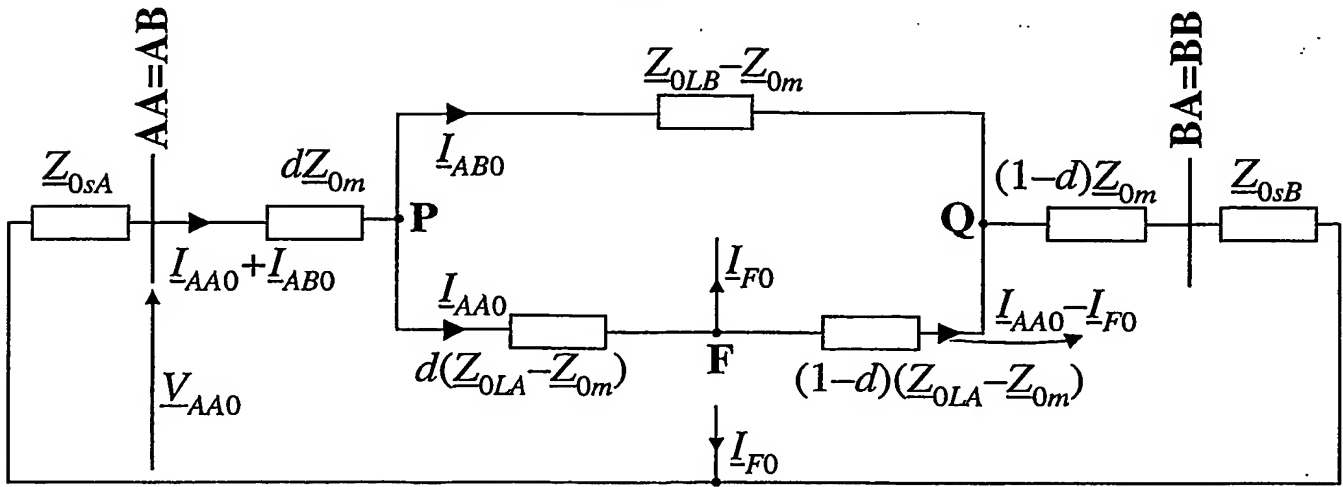 AA=AB
BA=BB
Z0LB−Z0m
Z0sA
dZ0m
IAB0
(1−d)Z0m
Z0sB
P
Q
IAA0+IAB0
IAA0
IF0
IAA0−IF0
d(Z0LA−Z0m)
F
(1−d)(Z0LA−Z0m)
VAA0
IF0